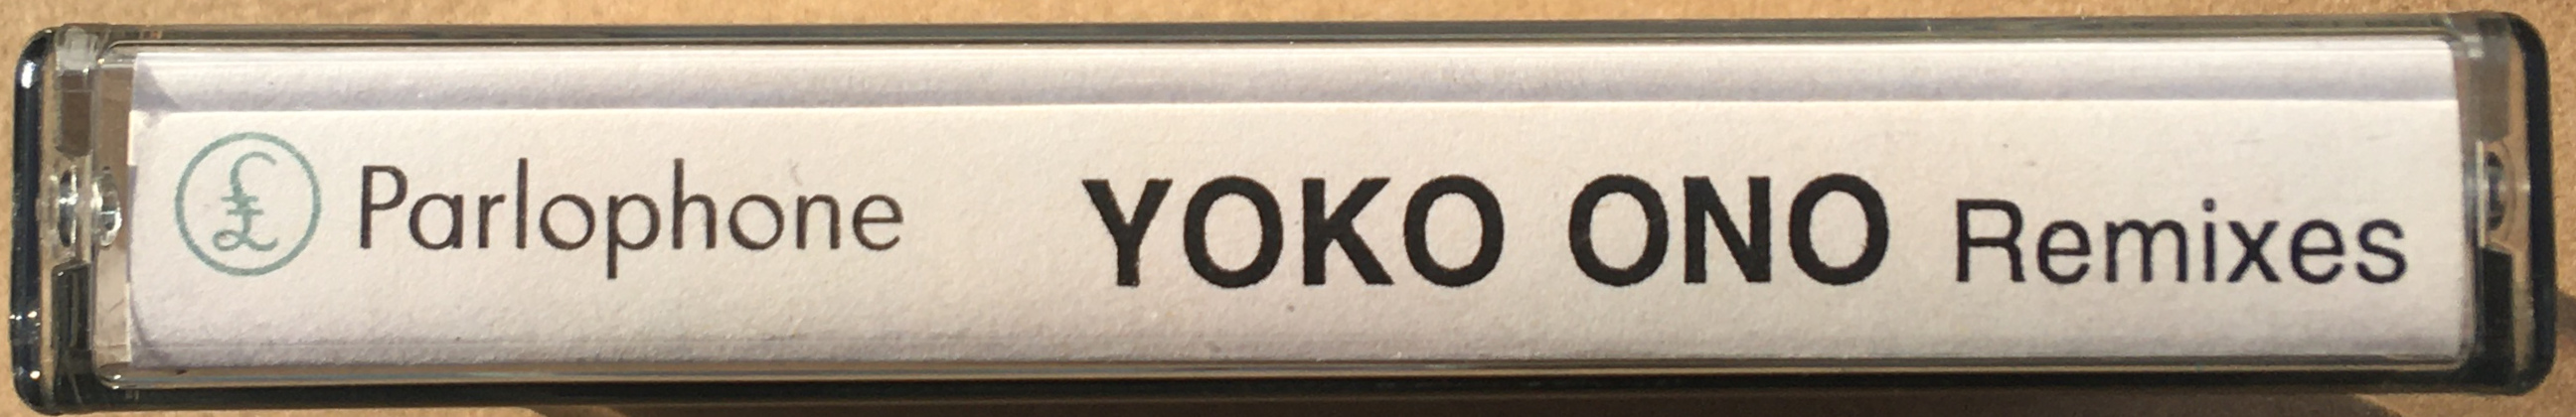 £ Parlophone YOKO ONO Remixes